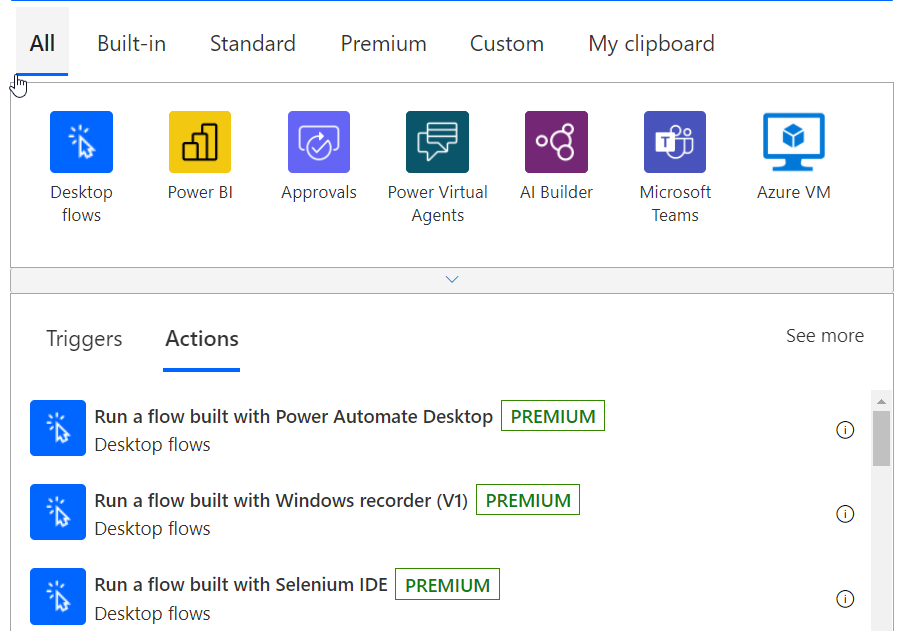 All Built-in Standard Premium Custom My clipboard
Desktop flows
Power BI
Approvals
Power Virtual Agents
AI Builder
Microsoft Teams
Azure VM
Triggers Actions See more
Run a flow built with Power Automate Desktop PREMIUM
Desktop flows
Run a flow built with Windows recorder (V1) PREMIUM
Desktop flows
Run a flow built with Selenium IDE PREMIUM
Desktop flows